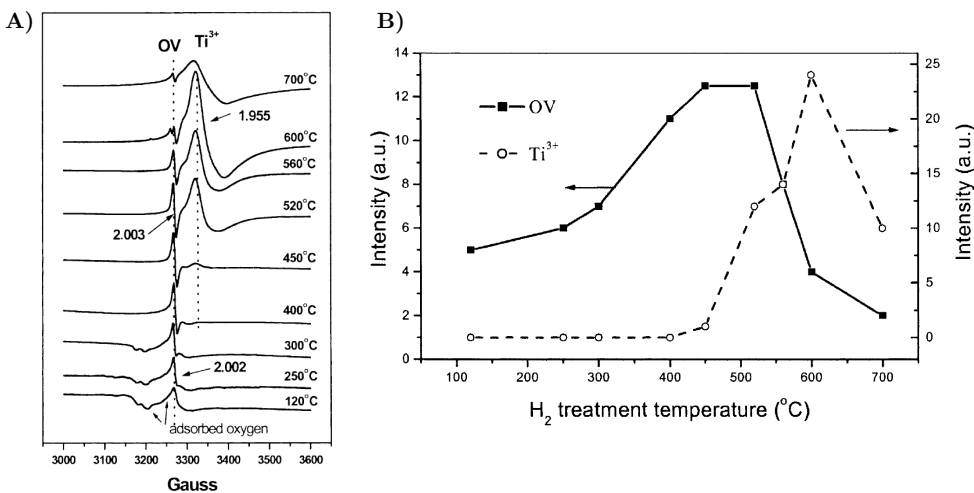 A)
OV Ti³⁺
700°C
1.955
600°C
560°C
520°C
2.003
450°C
400°C
300°C
2.002
250°C
120°C
adsorbed oxygen
3000 3100 3200 3300 3400 3500 3600
Gauss
B)
14
12
10
8
6
4
2
0
Intensity (a.u.)
OV
Ti³⁺
25
20
15
10
5
0
Intensity (a.u.)
100 200 300 400 500 600 700
H₂ treatment temperature (°C)